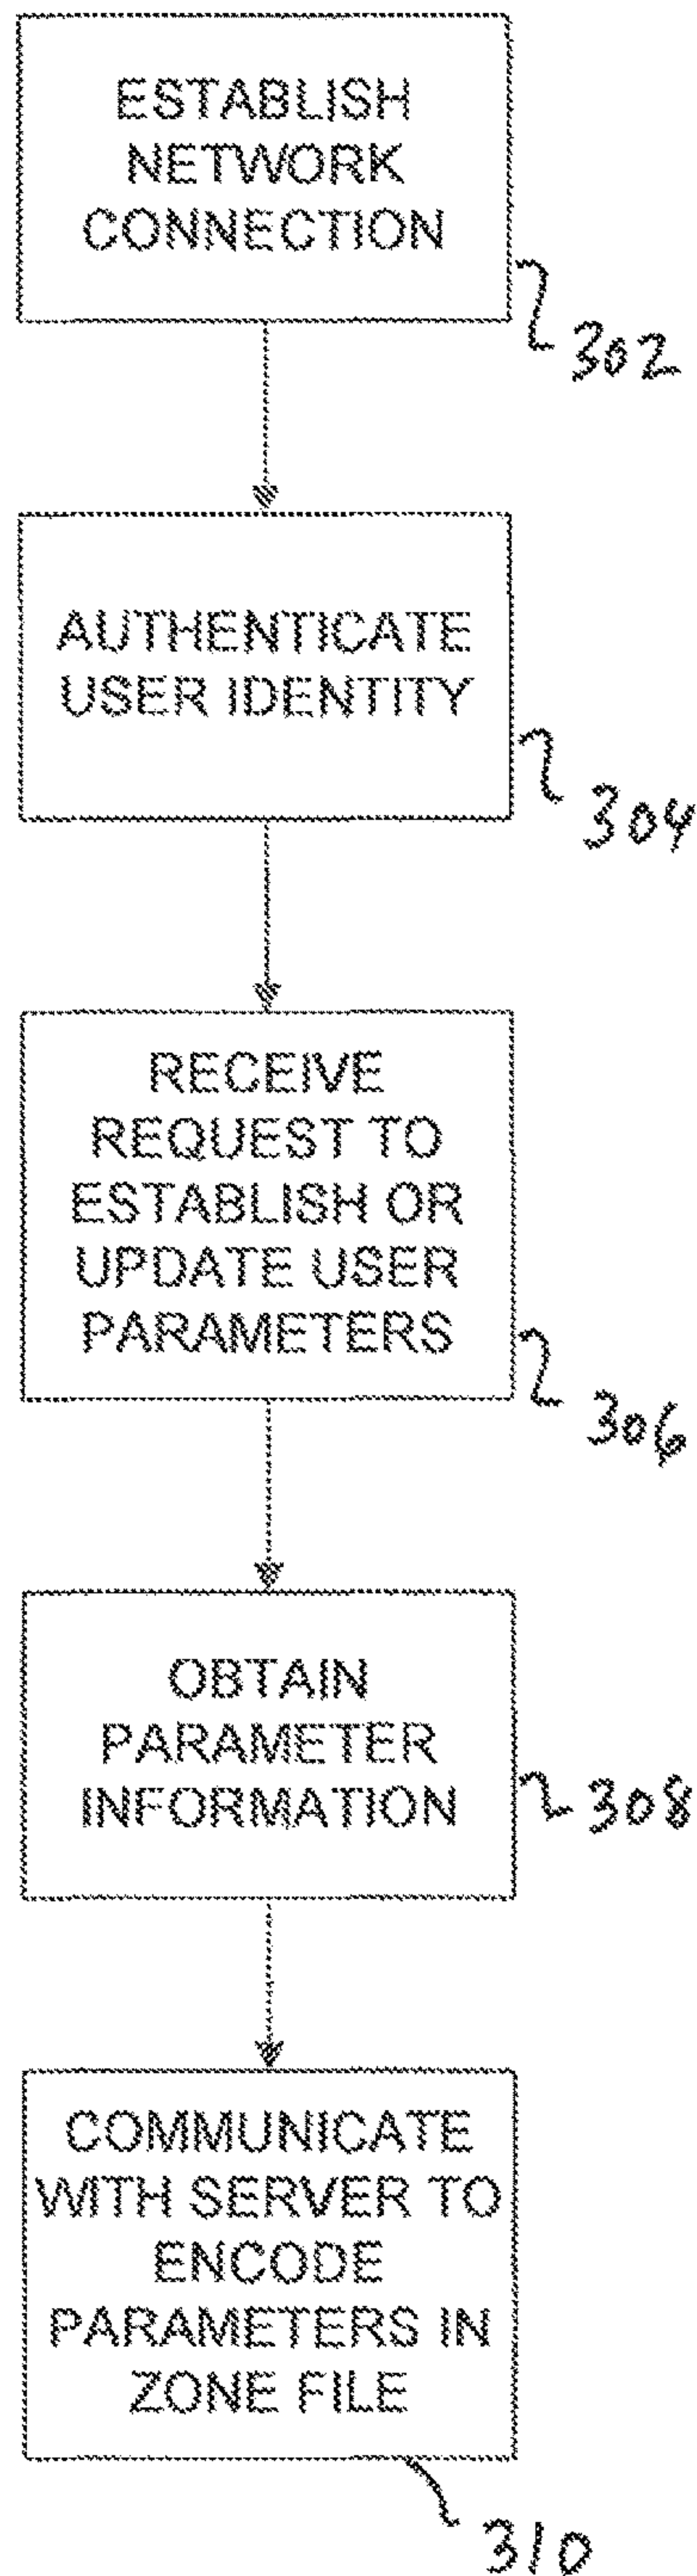 ESTABLISH
NETWORK
CONNECTION
302
AUTHENTICATE
USER IDENTITY
304
RECEIVE
REQUEST TO
ESTABLISH OR
UPDATE USER
PARAMETERS
306
OBTAIN
PARAMETER
INFORMATION
308
COMMUNICATE
WITH SERVER TO
ENCODE
PARAMETERS IN
ZONE FILE
310